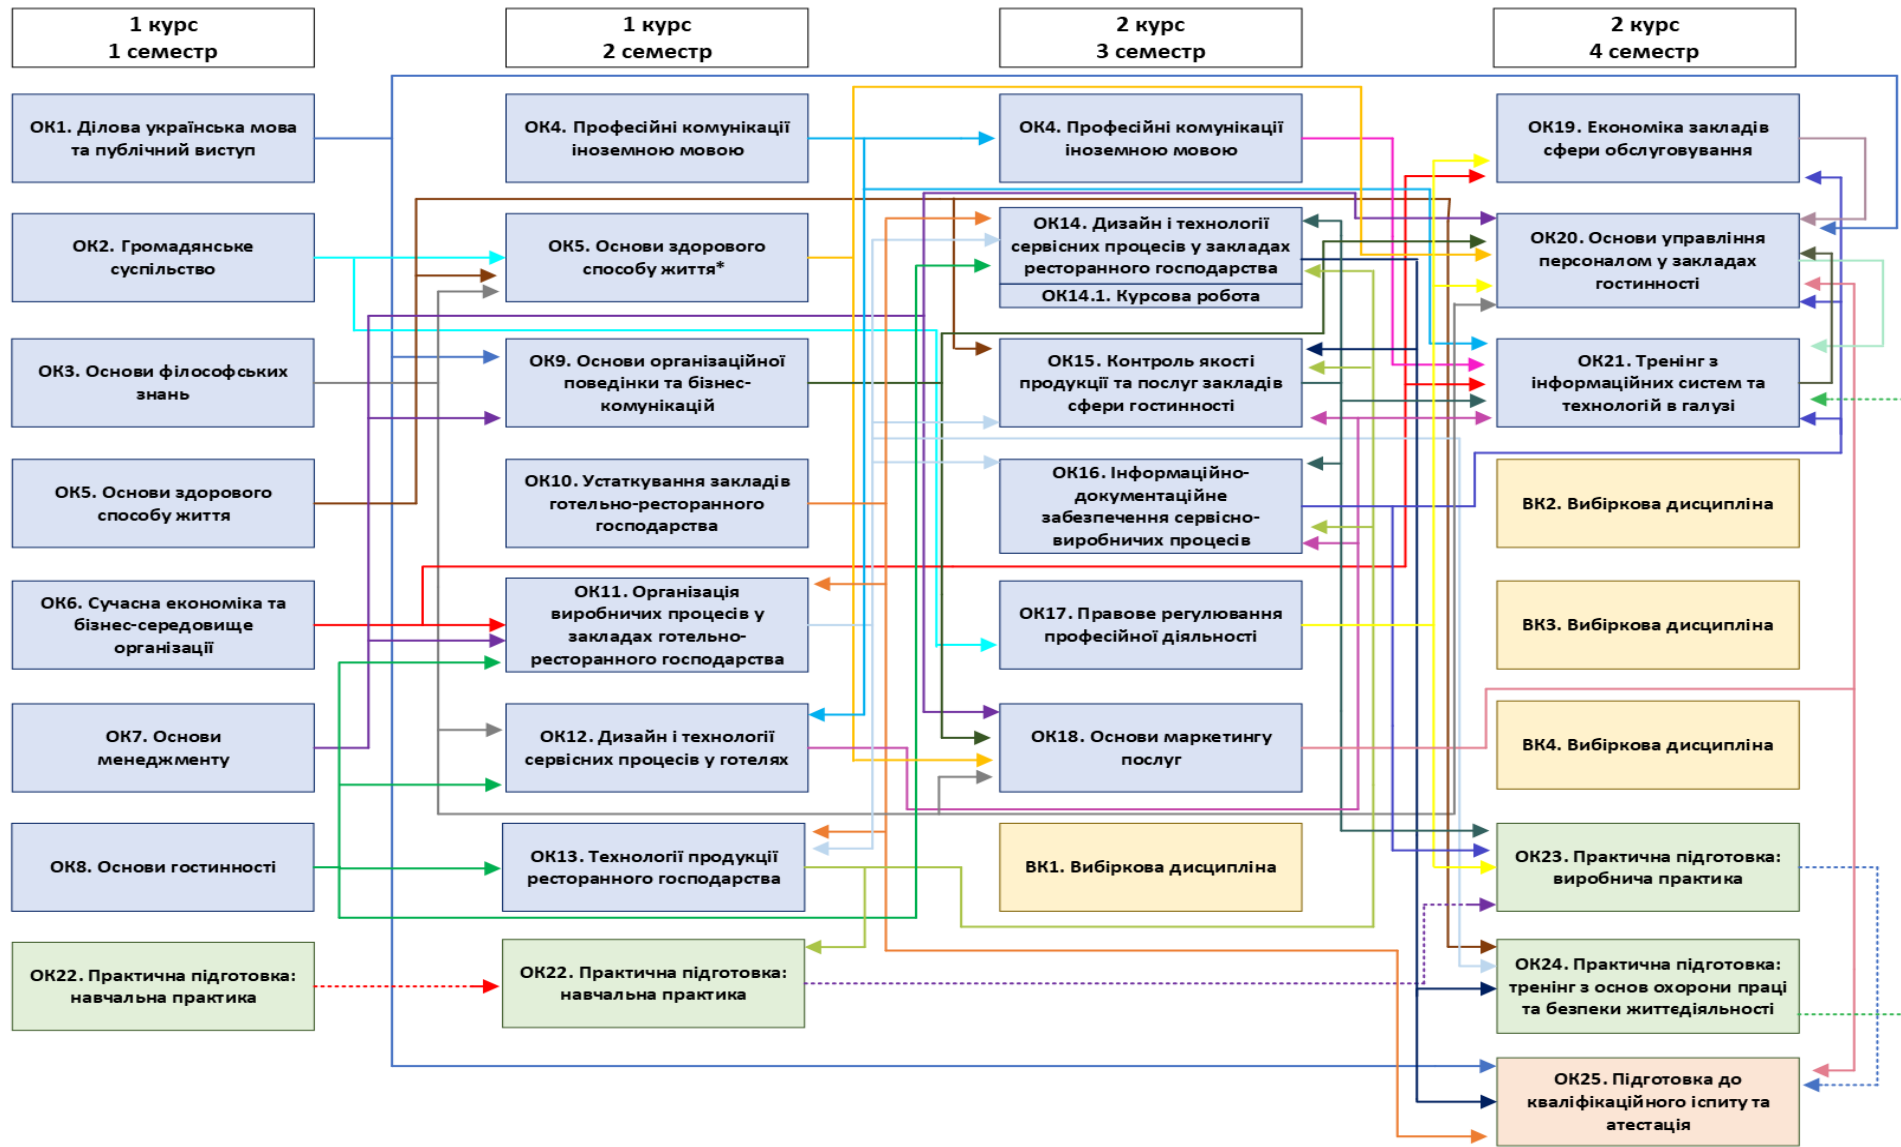 1 курс
1 семестр
ОК1. Ділова українська мова
та публічний виступ
ОК2. Громадянське
суспільство
ОК3. Основи філософських
знань
ОК5. Основи здорового
способу життя
ОК6. Сучасна економіка та
бізнес-середовище
організації
ОК7. Основи
менеджменту
ОК8. Основи гостинності
ОК22. Практична підготовка:
навчальна практика
1 курс
2 семестр
ОК4. Професійні комунікації
іноземною мовою
ОК5. Основи здорового
способу життя*
ОК9. Основи організаційної
поведінки та бізнес-
комунікацій
ОК10. Устаткування закладів
готельно-ресторанного
господарства
ОК11. Організація
виробничих процесів у
закладах готельно-
ресторанного господарства
ОК12. Дизайн і технології
сервісних процесів у готелях
ОК13. Технології продукції
ресторанного господарства
ОК22. Практична підготовка:
навчальна практика
2 курс
3 семестр
ОК4. Професійні комунікації
іноземною мовою
ОК14. Дизайн і технології
сервісних процесів у закладах
ресторанного господарства
ОК14.1. Курсова робота
ОК15. Контроль якості
продукції та послуг закладів
сфери гостинності
ОК16. Інформаційно-
документаційне
забезпечення сервісно-
виробничих процесів
ОК17. Правове регулювання
професійної діяльності
ОК18. Основи маркетингу
послуг
ВК1. Вибіркова дисципліна
2 курс
4 семестр
ОК19. Економіка закладів
сфери обслуговування
ОК20. Основи управління
персоналом у закладах
гостинності
ОК21. Тренінг з
інформаційних систем та
технологій в галузі
ВК2. Вибіркова дисципліна
ВК3. Вибіркова дисципліна
ВК4. Вибіркова дисципліна
ОК23. Практична підготовка:
виробнича практика
ОК24. Практична підготовка:
тренінг з основ охорони праці
та безпеки життєдіяльності
ОК25. Підготовка до
кваліфікаційного іспиту та
атестація